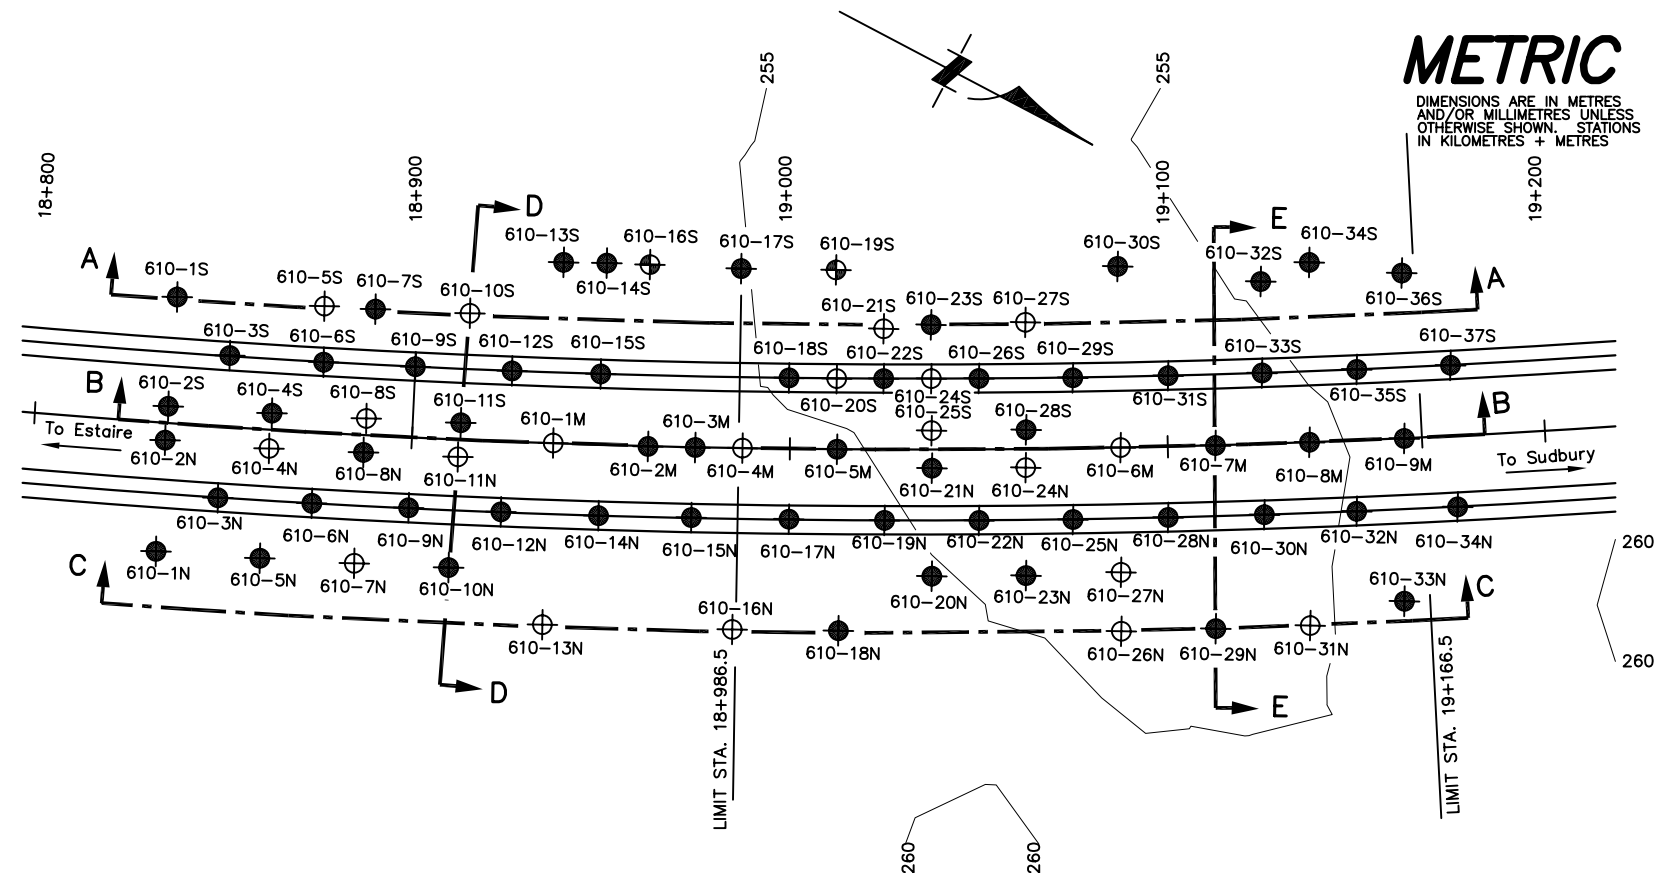 METRIC
DIMENSIONS ARE IN METRES
AND/OR MILLIMETRES UNLESS
OTHERWISE SHOWN. STATIONS
IN KILOMETRES + METRES
255
255
18+800
18+900
19+000
19+100
19+200
D
E
A
A
610-1S
610-5S
610-7S
610-10S
610-13S
610-14S
610-16S
610-17S
610-19S
610-21S
610-23S
610-27S
610-30S
610-32S
610-34S
610-36S
610-3S
610-6S
610-9S
610-12S
610-15S
610-18S
610-20S
610-22S
610-24S
610-26S
610-29S
610-31S
610-33S
610-35S
610-37S
B
B
610-2S
610-4S
610-8S
610-11S
610-25S
610-28S
To Estaire
To Sudbury
610-1M
610-2M
610-3M
610-4M
610-5M
610-6M
610-7M
610-8M
610-9M
610-2N
610-4N
610-8N
610-11N
610-21N
610-24N
610-3N
610-6N
610-9N
610-12N
610-14N
610-15N
610-17N
610-19N
610-22N
610-25N
610-28N
610-30N
610-32N
610-34N
C
C
610-1N
610-5N
610-7N
610-10N
610-20N
610-23N
610-27N
610-33N
610-13N
610-16N
610-18N
610-26N
610-29N
610-31N
D
E
LIMIT STA. 18+986.5
LIMIT STA. 19+166.5
260
260
260
260